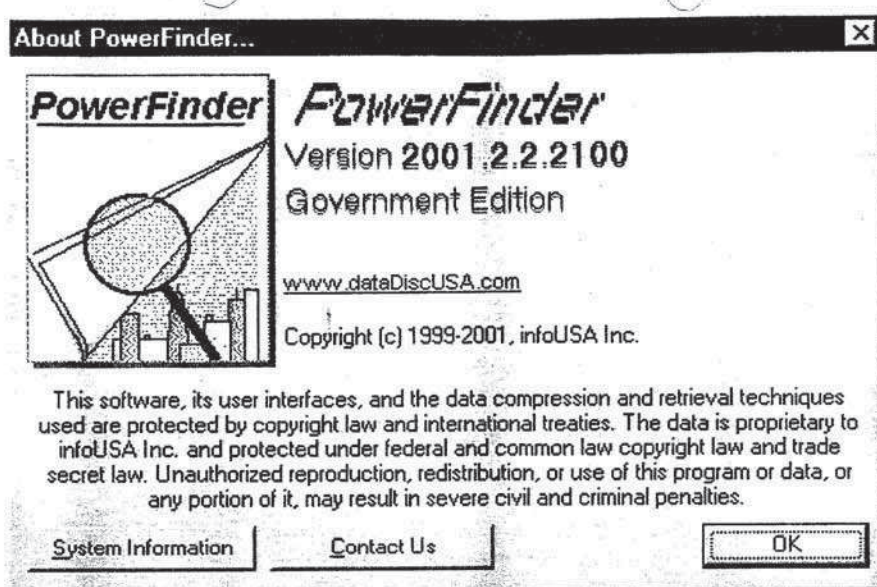 About PowerFinder...
PowerFinder
PowerFinder
Version 2001.2.2.2100
Government Edition
www.dataDiscUSA.com
Copyright (c) 1999-2001, infoUSA Inc.
This software, its user interfaces, and the data compression and retrieval techniques
used are protected by copyright law and international treaties. The data is proprietary to
infoUSA Inc. and protected under federal and common law copyright law and trade
secret law. Unauthorized reproduction, redistribution, or use of this program or data, or
any portion of it, may result in severe civil and criminal penalties.
System Information
Contact Us
OK